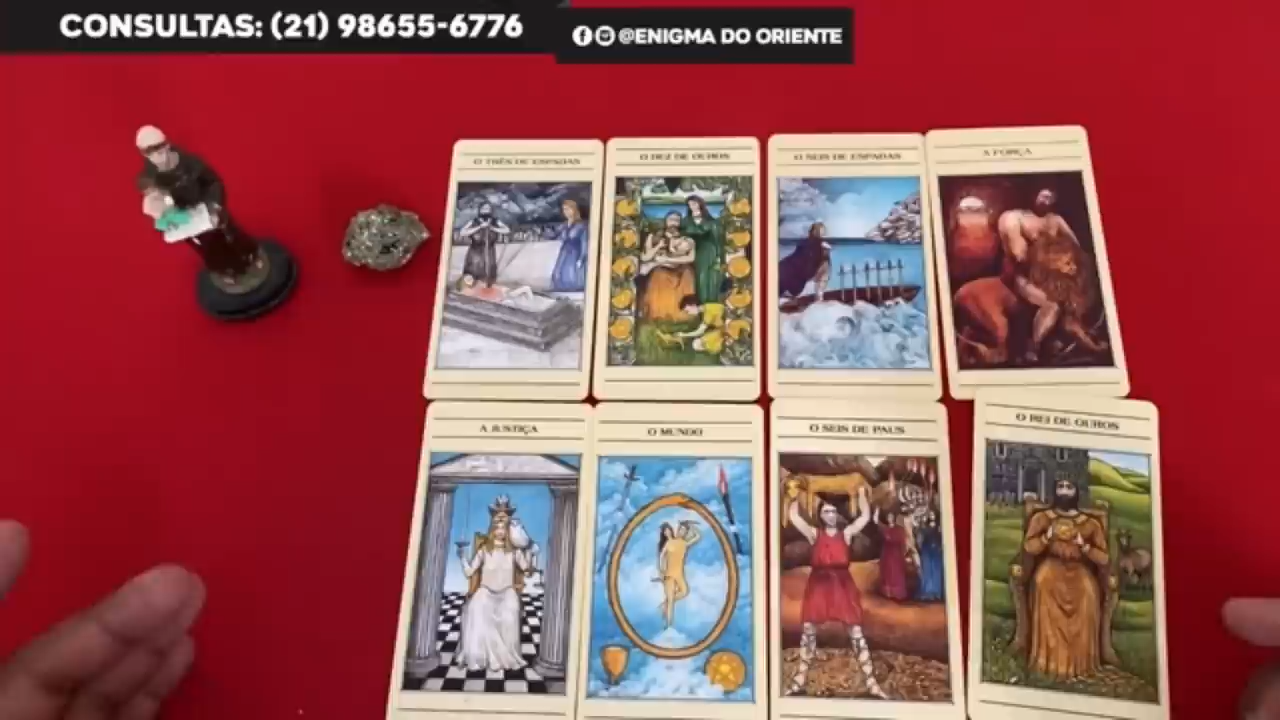 CONSULTAS: (21) 98655-6776
@ENIGMA DO ORIENTE
O TRÊS DE ESPADAS
O DEZ DE OUROS
O SEIS DE ESPADAS
A FORÇA
A JUSTIÇA
O MUNDO
O SEIS DE PAUS
O REI DE OUROS